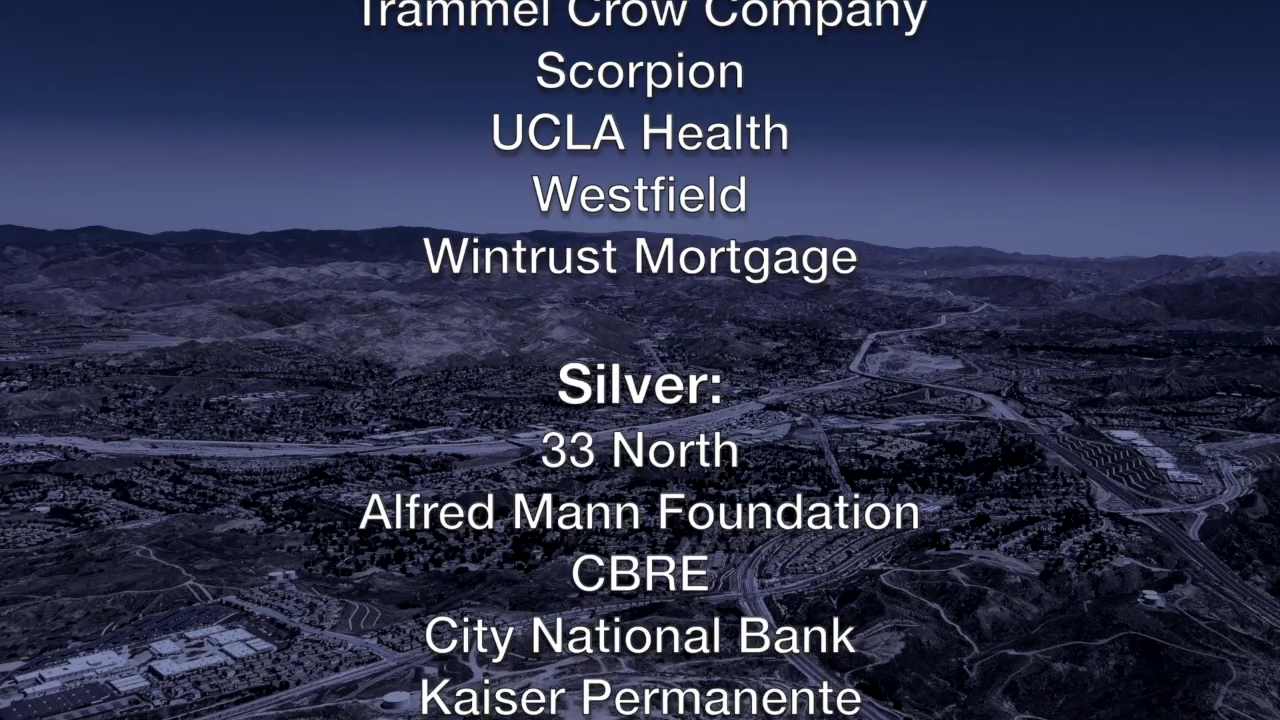 Trammel Crow Company
Scorpion
UCLA Health
Westfield
Wintrust Mortgage
Silver:
33 North
Alfred Mann Foundation
CBRE
City National Bank
Kaiser Permanente